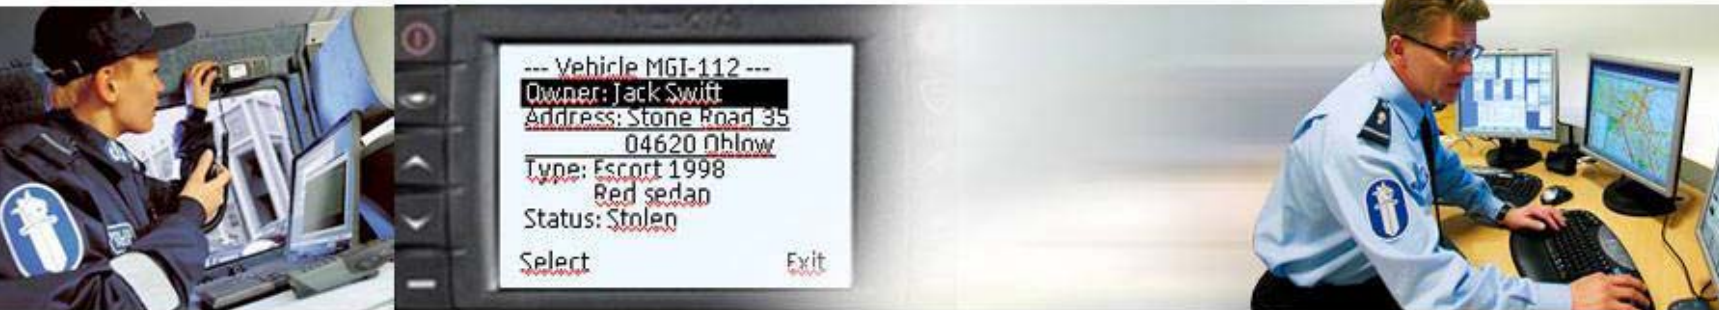 --- Vehicle MGI-112 ---
Owner: Jack Swift
Address: Stone Road 35
04620 Oblow
Type: Escort 1998
Red sedan
Status: Stolen
Select
Exit